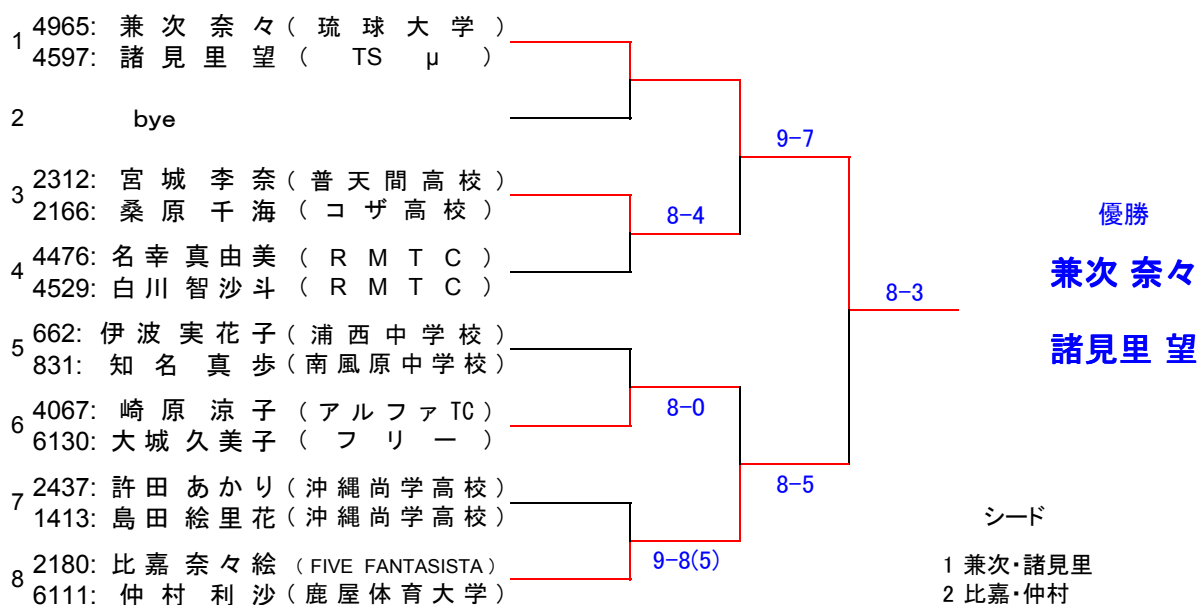 1 4965: 兼次 奈々 ( 琉球大学 )
4597: 諸見里 望 ( TS μ )
2 bye
9-7
3 2312: 宮城 李奈 ( 普天間高校 )
2166: 桑原 千海 ( コザ高校 )
8-4
優勝
4 4476: 名幸 真由美 ( RMTC )
4529: 白川 智沙斗 ( RMTC )
兼次 奈々
8-3
5 662: 伊波 実花子 ( 浦西中学校 )
831: 知名 真歩 ( 南風原中学校 )
諸見里 望
6 4067: 崎原 涼子 ( アルファTC )
6130: 大城 久美子 ( フリー )
8-0
7 2437: 許田 あかり ( 沖縄尚学高校 )
1413: 島田 絵里花 ( 沖縄尚学高校 )
8-5
シード
8 2180: 比嘉 奈々絵 ( FIVE FANTASISTA )
6111: 仲村 利沙 ( 鹿屋体育大学 )
9-8(5)
1 兼次・諸見里
2 比嘉・仲村